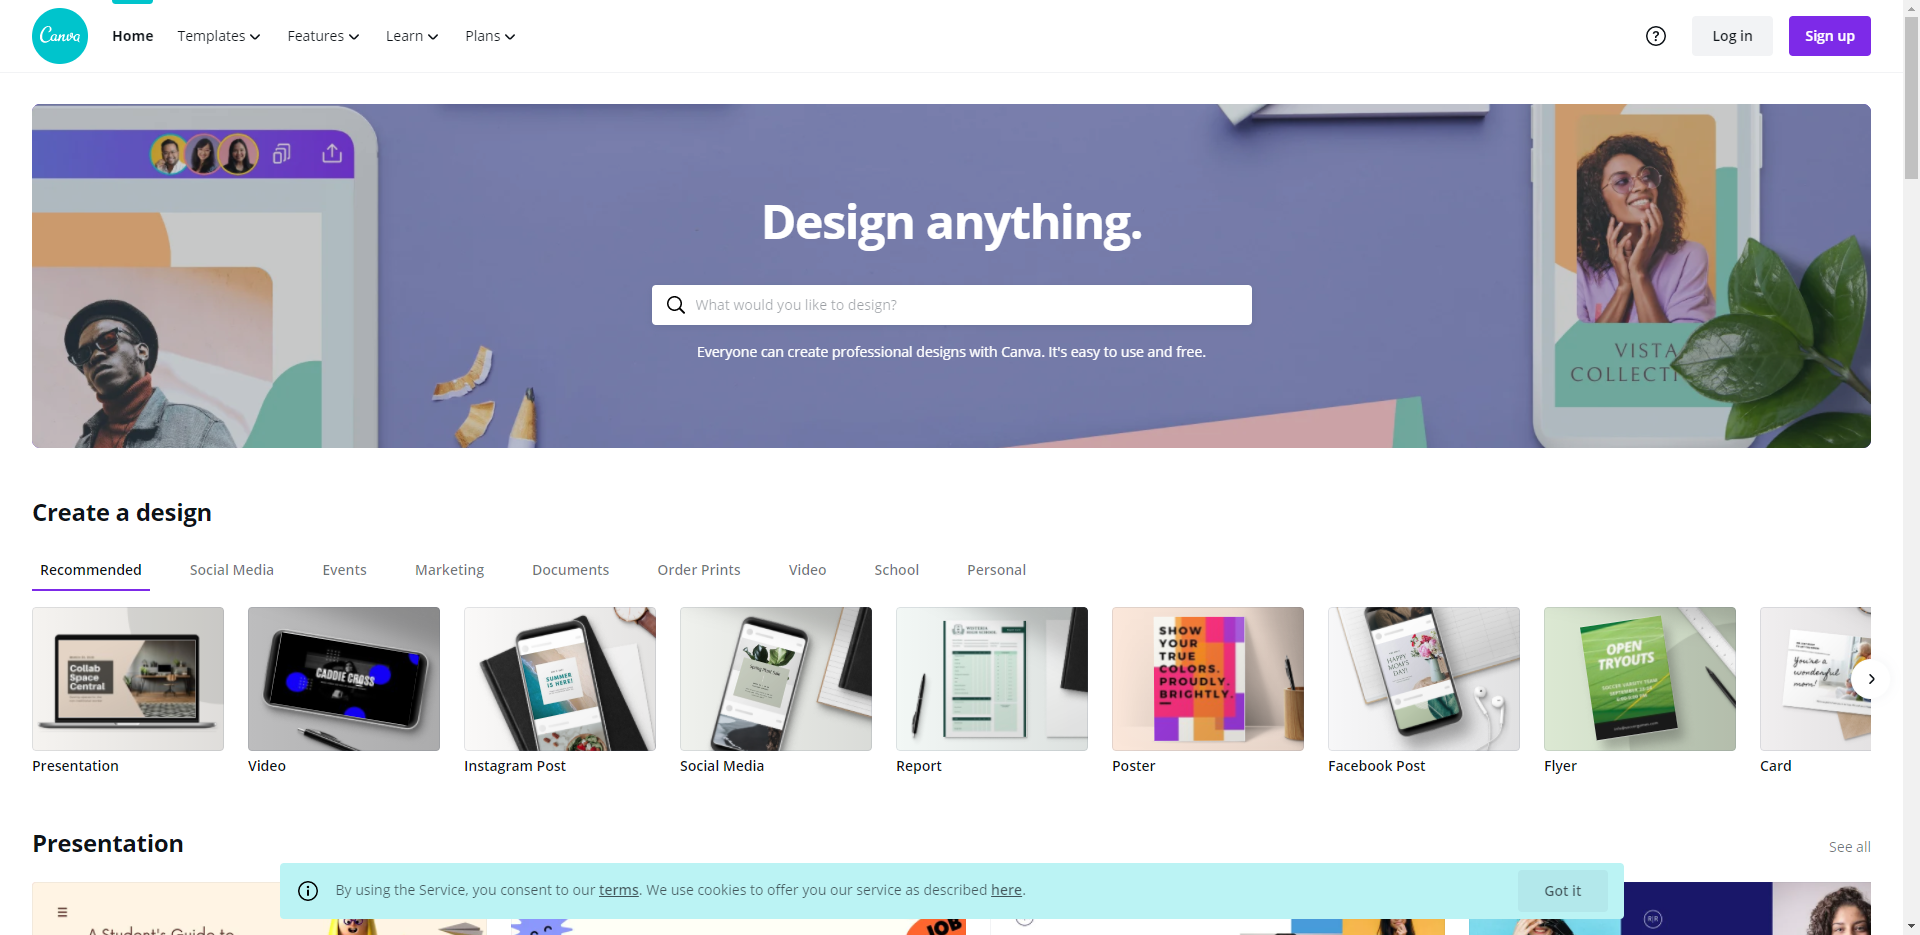 Canva
Home
Templates
Features
Learn
Plans
Log in
Sign up
Design anything.
What would you like to design?
Everyone can create professional designs with Canva. It's easy to use and free.
VISTA
Create a design
Recommended
Social Media
Events
Marketing
Documents
Order Prints
Video
School
Personal
Collab
Space
Central
CADDIE CROSS
SUMMER
IS HERE!
SHOW
YOUR
TRUE
COLORS.
PROUDLY.
BRIGHTLY.
HAPPY
MOM'S
DAY!
OPEN
TRYOUTS
You're a
wonderful
mom!
Presentation
Video
Instagram Post
Social Media
Report
Poster
Facebook Post
Flyer
Card
Presentation
See all
By using the Service, you consent to our terms. We use cookies to offer you our service as described here.
Got it
A Student's Guide to
JOB